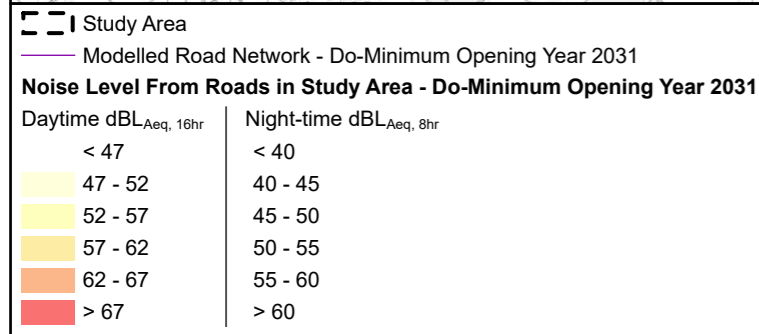 Study Area
Modelled Road Network - Do-Minimum Opening Year 2031
Noise Level From Roads in Study Area - Do-Minimum Opening Year 2031
Daytime dBLAeq, 16hr Night-time dBLAeq, 8hr
< 47 < 40
47 - 52 40 - 45
52 - 57 45 - 50
57 - 62 50 - 55
62 - 67 55 - 60
> 67 > 60